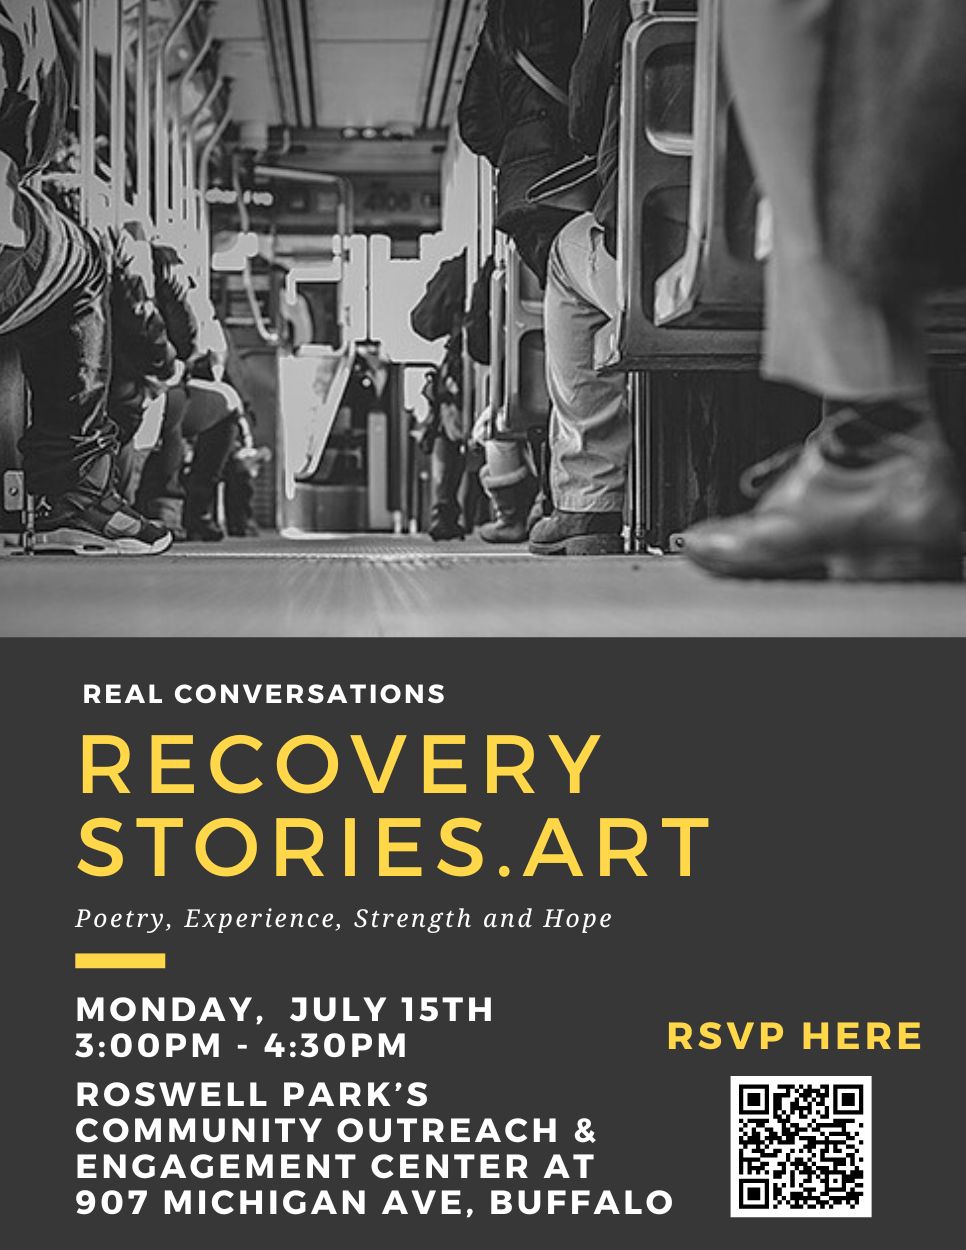 REAL CONVERSATIONS
RECOVERY
STORIES.ART
Poetry, Experience, Strength and Hope
MONDAY,  JULY 15TH
3:00PM - 4:30PM
ROSWELL PARK’S
COMMUNITY OUTREACH &
ENGAGEMENT CENTER AT
907 MICHIGAN AVE, BUFFALO
RSVP HERE